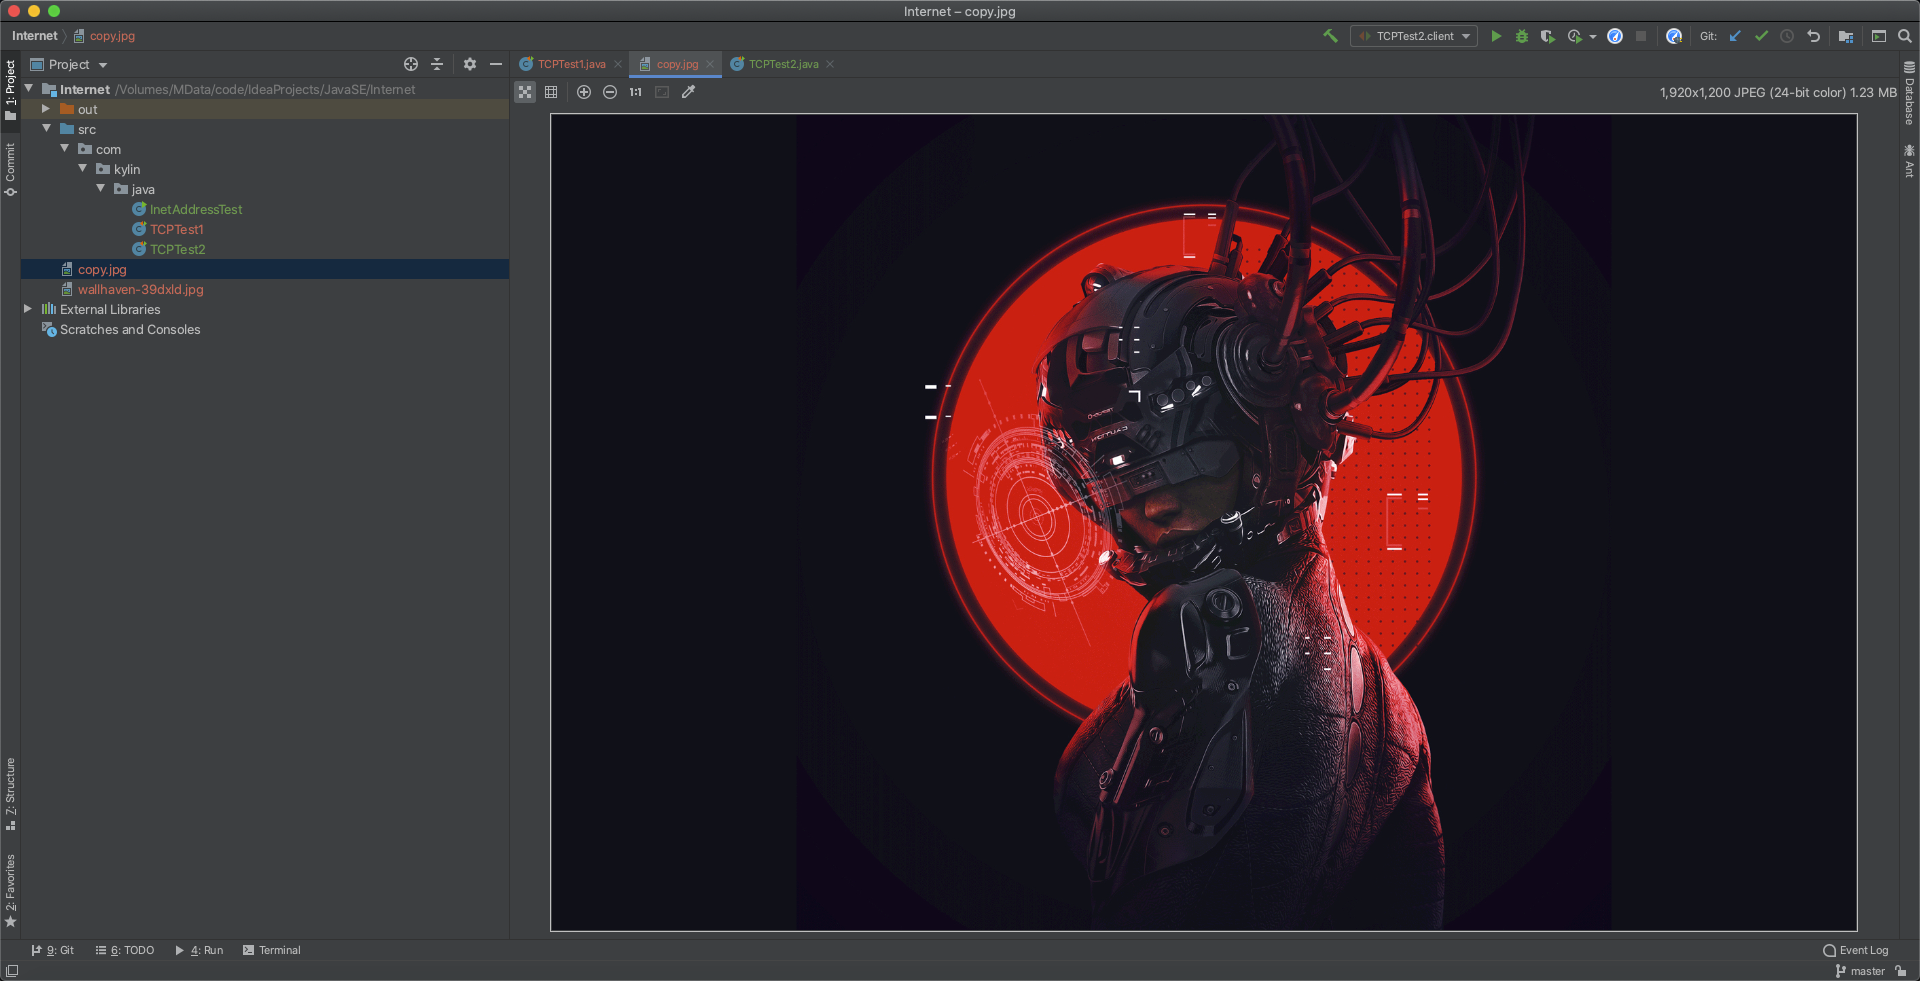 Internet – copy.jpg
Internet
copy.jpg
TCPTest2.client
Git:
1: Project
Commit
Project
TCPTest1.java
copy.jpg
TCPTest2.java
1:1
1,920x1,200 JPEG (24-bit color) 1.23 MB
Internet /Volumes/MData/code/IdeaProjects/JavaSE/Internet
out
src
com
kylin
java
InetAddressTest
TCPTest1
TCPTest2
copy.jpg
wallhaven-39dxld.jpg
External Libraries
Scratches and Consoles
Database
Ant
Z: Structure
2: Favorites
9: Git
6: TODO
4: Run
Terminal
Event Log
master